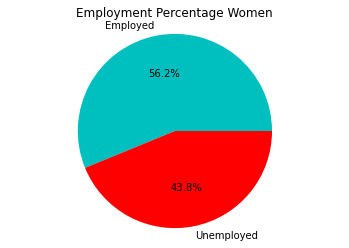 Employment Percentage Women
Employed
56.2%
43.8%
Unemployed